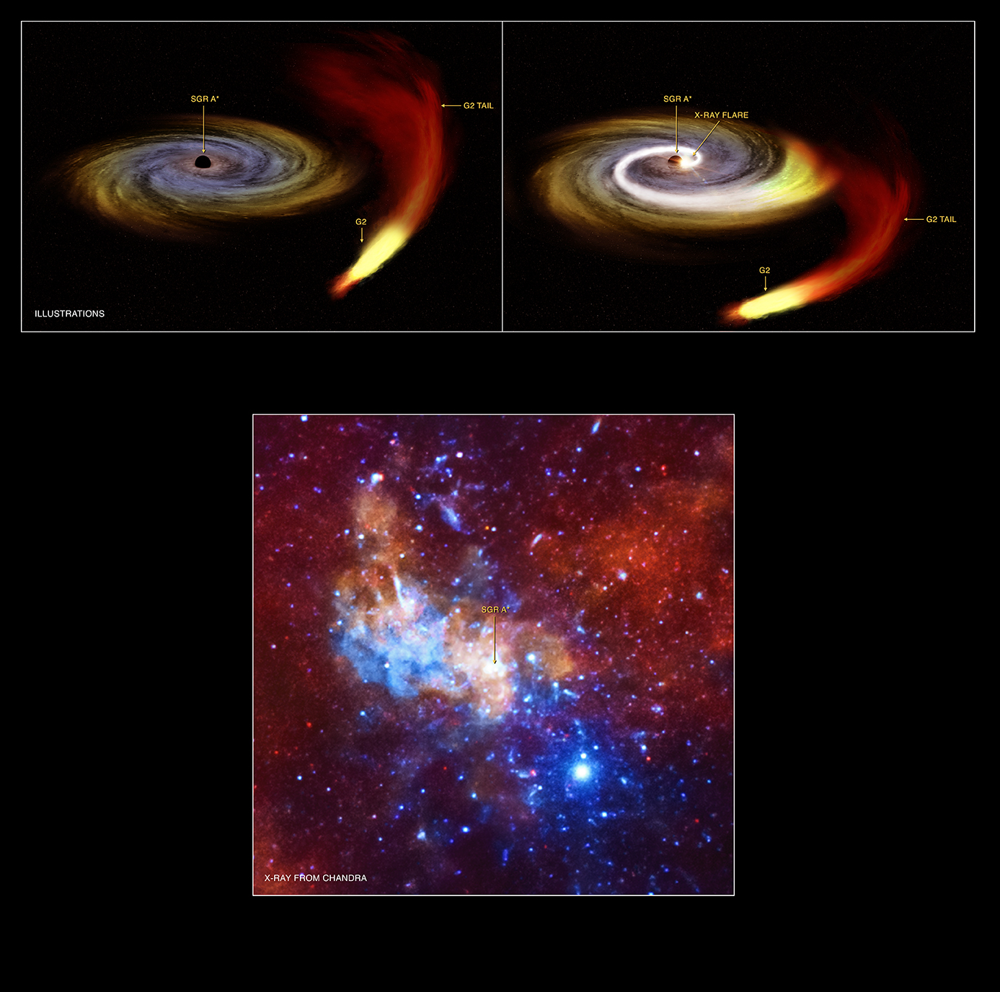 SGR A*
G2 TAIL
G2
ILLUSTRATIONS
SGR A*
X-RAY FLARE
G2 TAIL
G2
SGR A*
X-RAY FROM CHANDRA